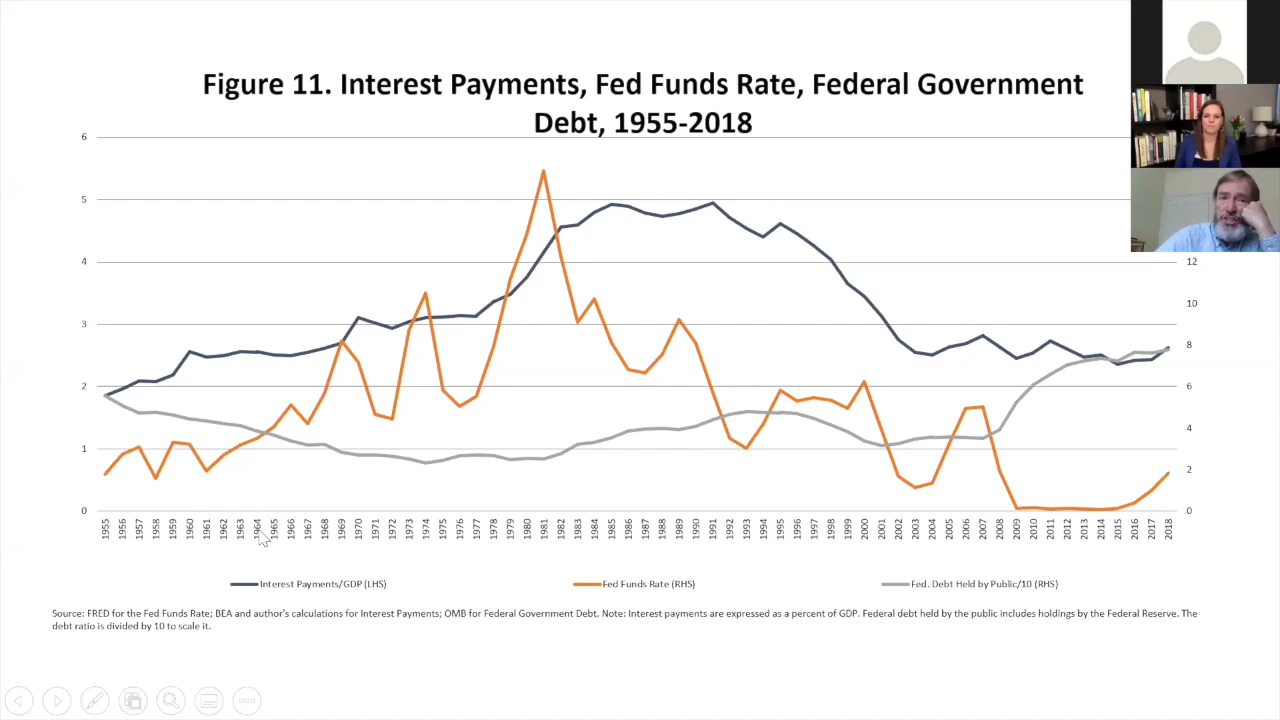 Figure 11. Interest Payments, Fed Funds Rate, Federal Government
Debt, 1955-2018
6
5
4
3
2
1
0
12
10
8
6
4
2
0
1955 1956 1957 1958 1959 1960 1961 1962 1963 1964 1965 1966 1967 1968 1969 1970 1971 1972 1973 1974 1975 1976 1977 1978 1979 1980 1981 1982 1983 1984 1985 1986 1987 1988 1989 1990 1991 1992 1993 1994 1995 1996 1997 1998 1999 2000 2001 2002 2003 2004 2005 2006 2007 2008 2009 2010 2011 2012 2013 2014 2015 2016 2017 2018
Interest Payments/GDP (LHS) Fed Funds Rate (RHS) Fed. Debt Held by Public/10 (RHS)
Source: FRED for the Fed Funds Rate; BEA and author's calculations for Interest Payments; OMB for Federal Government Debt. Note: Interest payments are expressed as a percent of GDP. Federal debt held by the public includes holdings by the Federal Reserve. The
debt ratio is divided by 10 to scale it.